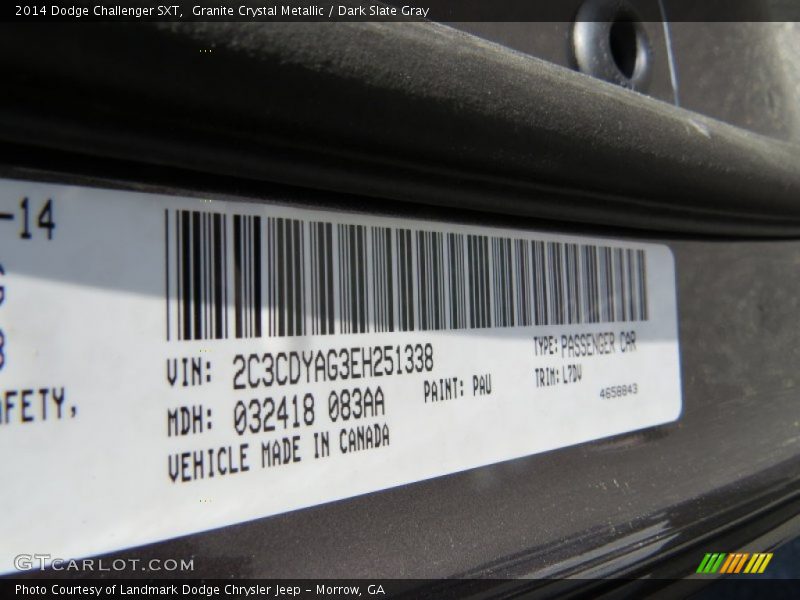 2014 Dodge Challenger SXT,  Granite Crystal Metallic / Dark Slate Gray
-14
VIN: 2C3CDYAG3EH251338
TYPE: PASSENGER CAR
MDH: 032418 083AA
PAINT: PAU
TRIM: L7DV
VEHICLE MADE IN CANADA
4658843
AFETY,
GTCARLOT.COM
Photo Courtesy of Landmark Dodge Chrysler Jeep - Morrow, GA